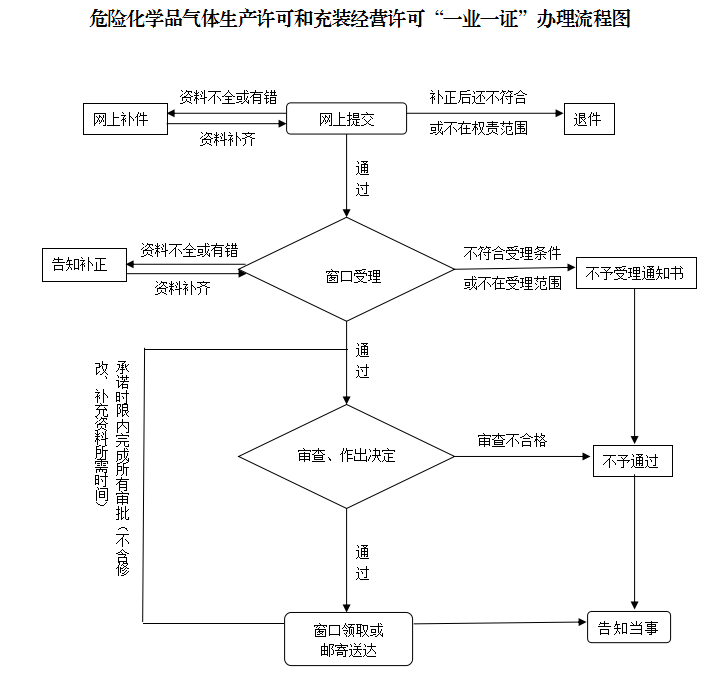 危险化学品气体生产许可和充装经营许可“一业一证”办理流程图
资料不全或有错
补正后还不符合
网上补件
网上提交
退件
资料补齐
或不在权责范围
通
过
资料不全或有错
不符合受理条件
告知补正
窗口受理
不予受理通知书
资料补齐
或不在受理范围
通
过
承诺时限内完成所有审批（不含修
改、补充资料所需时间）
审查不合格
审查、作出决定
不予通过
通
过
窗口领取或
邮寄送达
告知当事